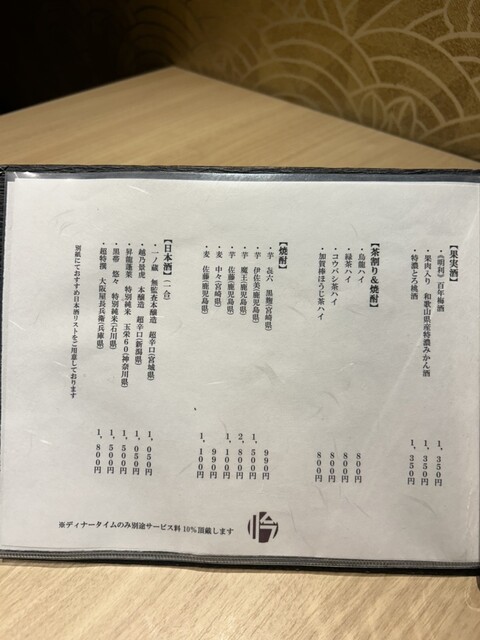 【果実酒】
・《明利》百年梅酒 1,350円
・果肉入り 和歌山県産特濃みかん酒 1,350円
・特濃とろ桃酒 1,350円
【茶割り&焼酎】
・烏龍ハイ 800円
・緑茶ハイ 800円
・コウバシ茶ハイ 800円
・加賀棒ほうじ茶ハイ 800円
【焼酎】
・芋 㐂六 黒麹(宮崎県) 990円
・芋 伊佐美(鹿児島県) 1,500円
・芋 魔王(鹿児島県) 2,800円
・芋 佐藤(鹿児島県) 1,100円
・麦 中々(宮崎県) 990円
・麦 佐藤(鹿児島県) 1,100円
【日本酒】(一合)
・一ノ蔵 無監査本醸造 超辛口(宮城県) 1,050円
・越乃景虎 本醸造 超辛口(新潟県) 1,050円
・昇龍蓬莱 特別純米 玉栄60(神奈川県) 1,500円
・黒帯 悠々 特別純米(石川県) 1,500円
・超特撰 大阪屋長兵衛(兵庫県) 1,800円
別紙にておすすめ日本酒リストをご用意しております
吟
※ディナータイムのみ別途サービス料10%頂戴します